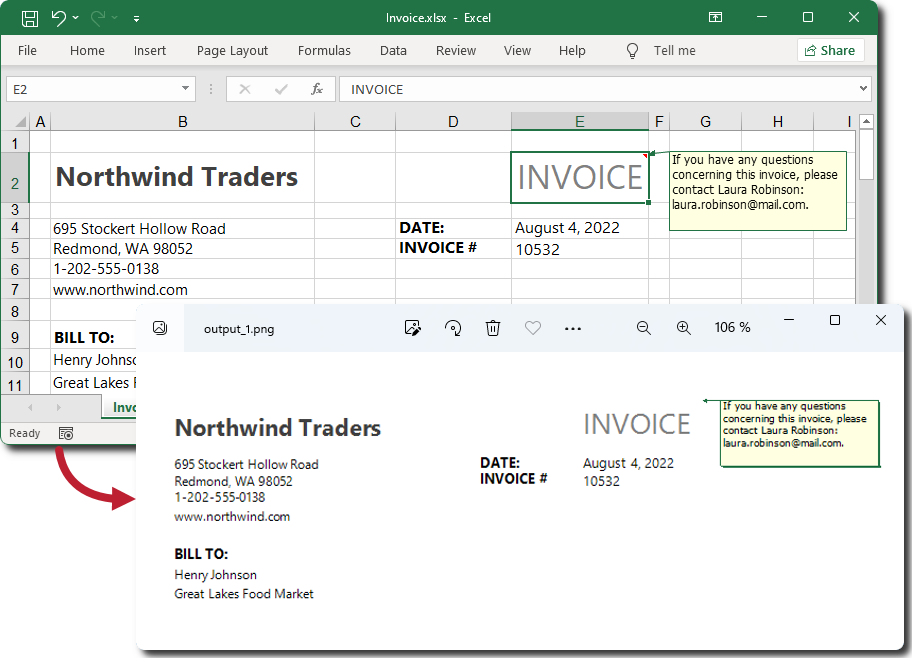 Invoice.xlsx - Excel
File Home Insert Page Layout Formulas Data Review View Help Tell me Share
E2 fx INVOICE
A B C D E F G H I
1
2 Northwind Traders INVOICE
If you have any questions
concerning this invoice, please
contact Laura Robinson:
laura.robinson@mail.com.
3
4 695 Stockert Hollow Road DATE: August 4, 2022
5 Redmond, WA 98052 INVOICE # 10532
6 1-202-555-0138
7 www.northwind.com
8
9 BILL TO:
10 Henry Johnso
11 Great Lakes F
Invo
Ready
output_1.png 106 %
Northwind Traders INVOICE
If you have any questions
concerning this invoice, please
contact Laura Robinson:
laura.robinson@mail.com.
695 Stockert Hollow Road DATE: August 4, 2022
Redmond, WA 98052 INVOICE # 10532
1-202-555-0138
www.northwind.com
BILL TO:
Henry Johnson
Great Lakes Food Market